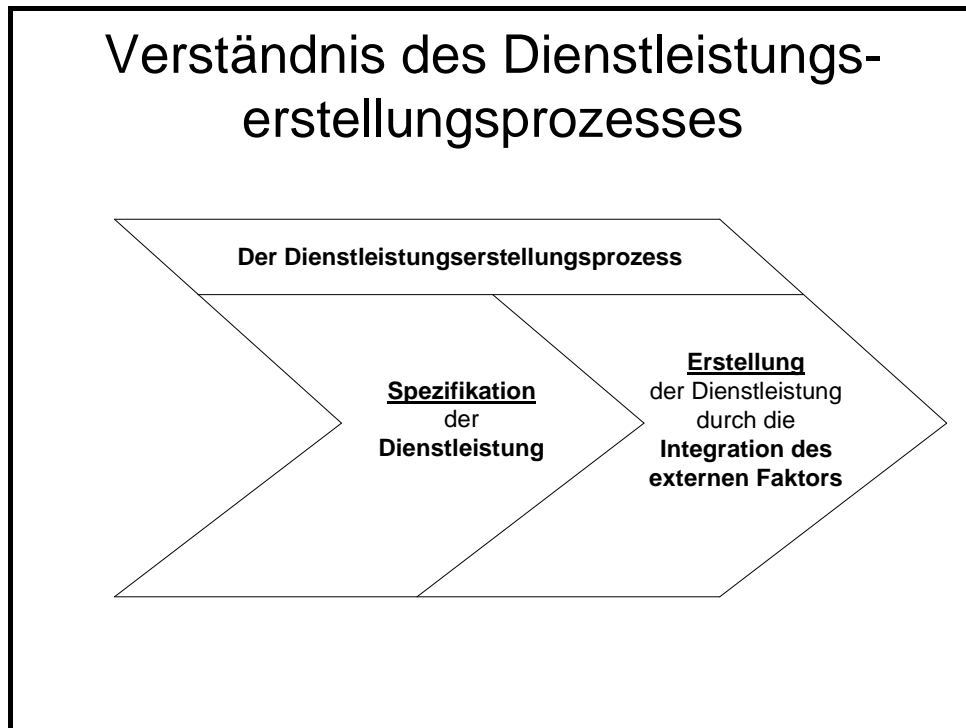 Verständnis des Dienstleistungs-
erstellungsprozesses
Der Dienstleistungserstellungsprozess
Spezifikation
der
Dienstleistung
Erstellung
der Dienstleistung
durch die
Integration des
externen Faktors